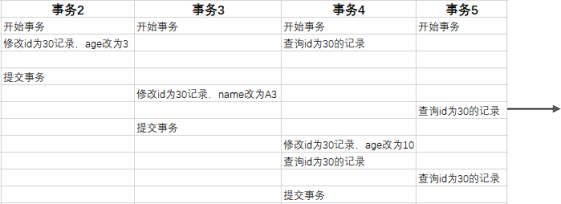 事务2 事务3 事务4 事务5
开始事务 开始事务 开始事务 开始事务
修改id为30记录、age改为3 查询id为30的记录
提交事务
修改id为30记录、name改为A3
查询id为30的记录
提交事务
修改id为30记录、age改为10
查询id为30的记录
查询id为30的记录
提交事务